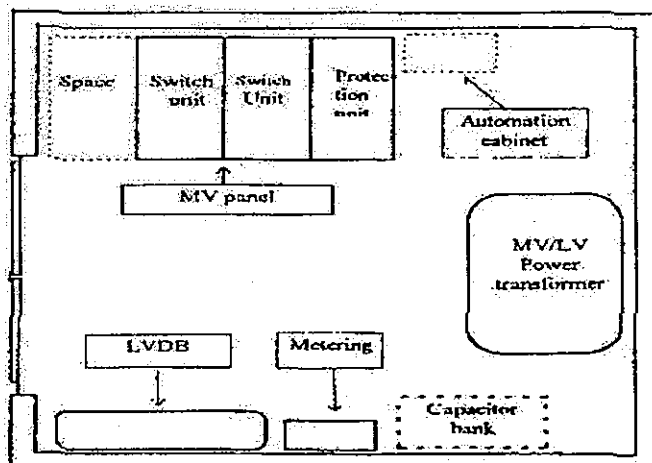 Space
Switch
unit
Switch
Unit
Protec
tion
unit
Automation
cabinet
MV panel
MV/LV
Power
transformer
LVDB
Metering
Capacitor
bank